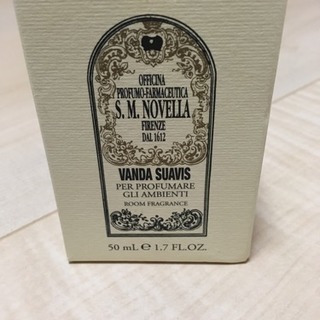 OFFICINA
PROFUMO-FARMACEUTICA
S. M. NOVELLA
FIRENZE
DAL 1612
VANDA SUAVIS
PER PROFUMARE
GLI AMBIENTI
ROOM FRAGRANCE
50 mL ℮ 1.7 FL.OZ.